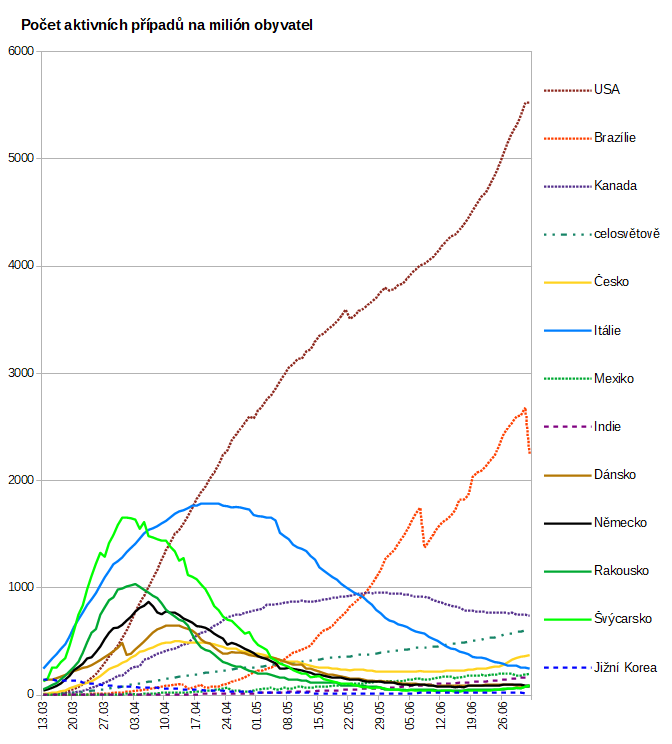 Počet aktivních případů na milión obyvatel
6000
5000
4000
3000
2000
1000
0
13.03
20.03
27.03
03.04
10.04
17.04
24.04
01.05
08.05
15.05
22.05
29.05
05.06
12.06
19.06
26.06
USA
Brazílie
Kanada
celosvětově
Česko
Itálie
Mexiko
Indie
Dánsko
Německo
Rakousko
Švýcarsko
Jižní Korea